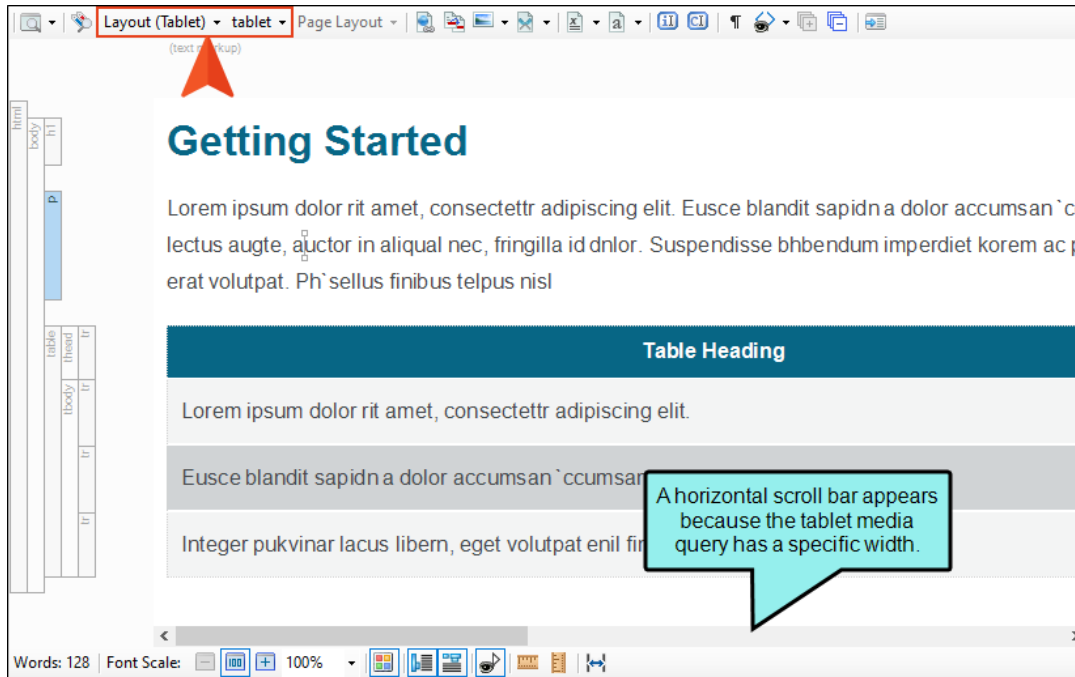 Layout (Tablet) tablet Page Layout
(text markup)
html
body
h1
Getting Started
p
Lorem ipsum dolor rit amet, consectettr adipiscing elit. Eusce blandit sapidn a dolor accumsan `c
lectus augte, auctor in aliqual nec, fringilla id dnlor. Suspendisse bhbendum imperdiet korem ac p
erat volutpat. Ph`sellus finibus telpus nisl
table
thead
tr
Table Heading
tbody
tr
Lorem ipsum dolor rit amet, consectettr adipiscing elit.
tr
Eusce blandit sapidn a dolor accumsan `ccumsan
tr
Integer pukvinar lacus libern, eget volutpat enil
A horizontal scroll bar appears
because the tablet media
query has a specific width.
Words: 128 Font Scale: 100%